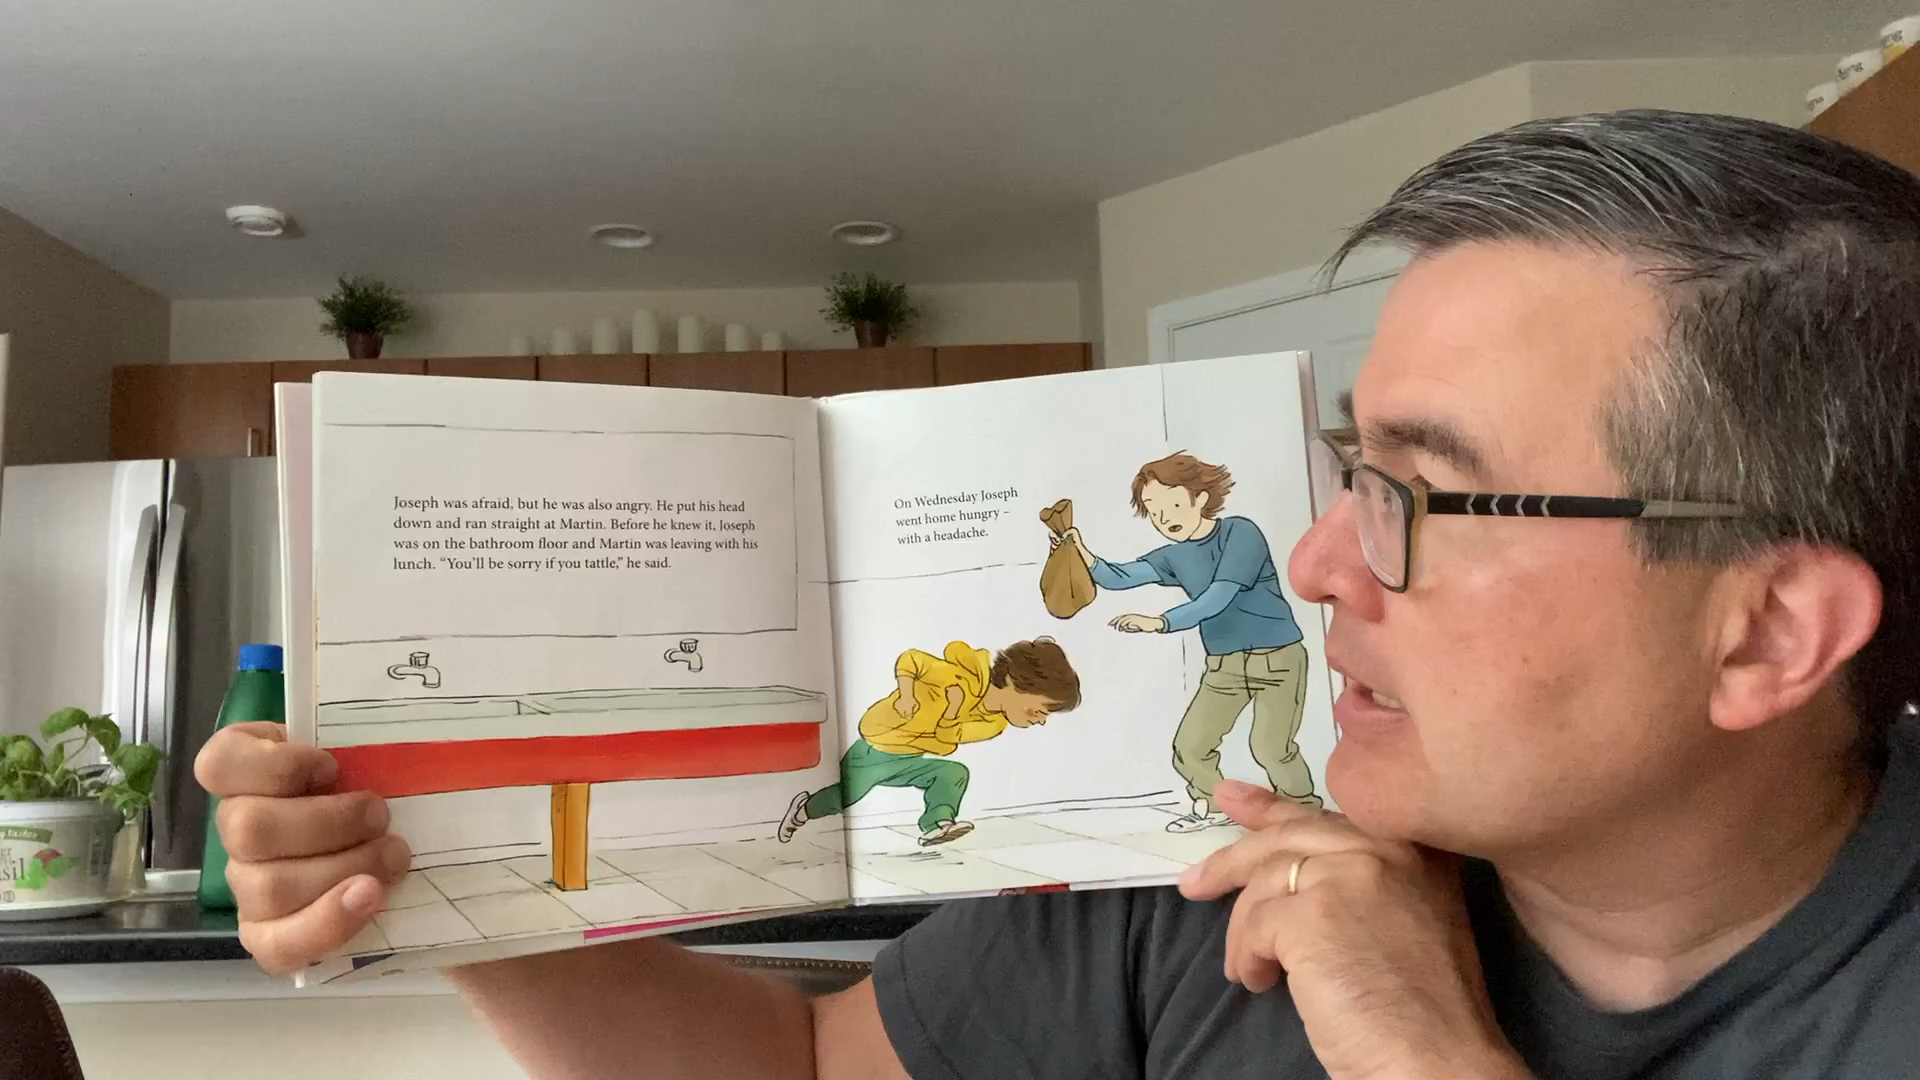 Joseph was afraid, but he was also angry. He put his head
down and ran straight at Martin. Before he knew it, Joseph
was on the bathroom floor and Martin was leaving with his
lunch. “You’ll be sorry if you tattle,” he said.
On Wednesday Joseph
went home hungry –
with a headache.